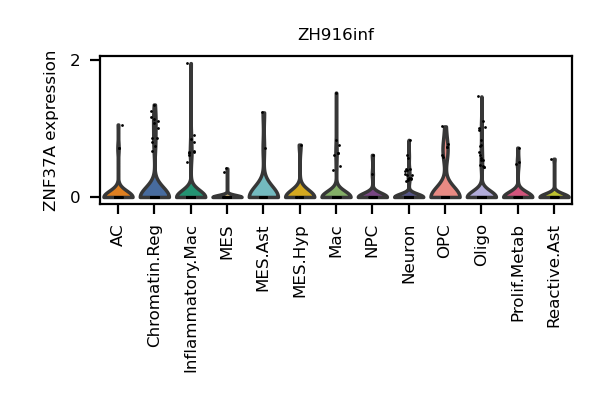 ZH916inf
ZNF37A expression
2
0
AC
Chromatin.Reg
Inflammatory.Mac
MES
MES.Ast
MES.Hyp
Mac
NPC
Neuron
OPC
Oligo
Prolif.Metab
Reactive.Ast